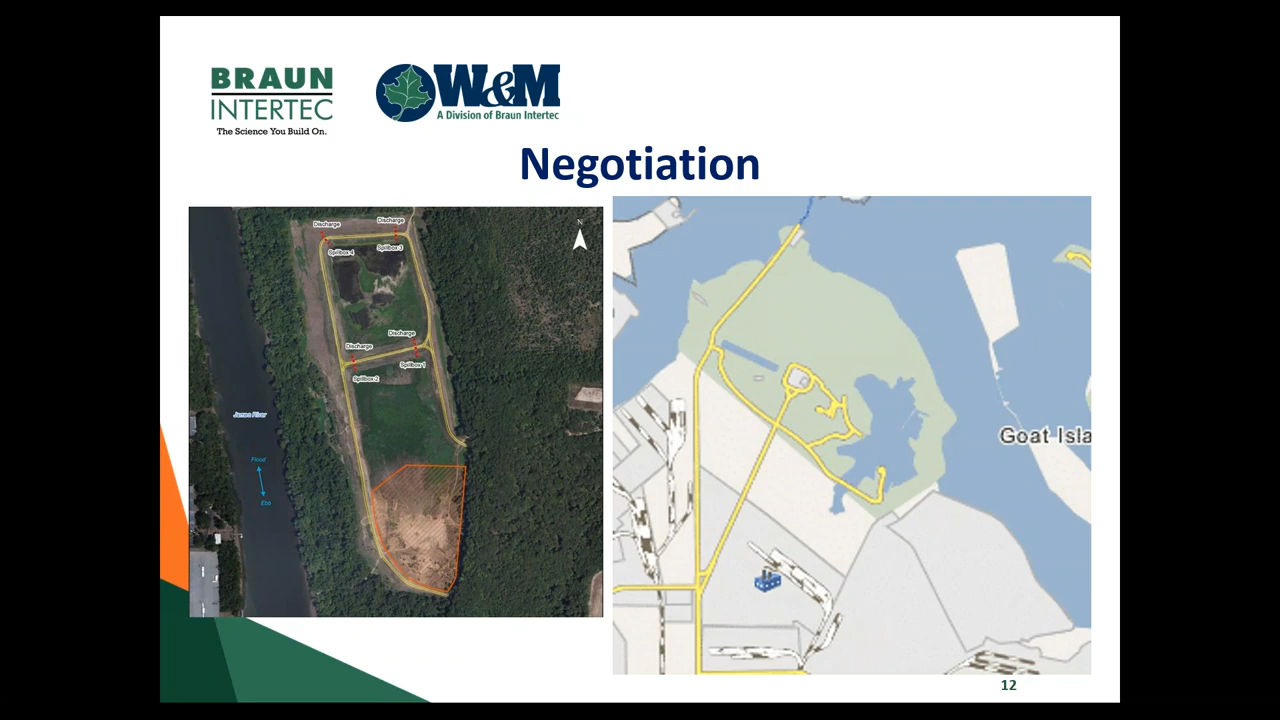 BRAUN
INTERTEC
The Science You Build On.
W&M
A Division of Braun Intertec
Negotiation
Discharge
Discharge
Spillbox-4
Spillbox-3
N
Discharge
Discharge
Spillbox-2
Spillbox-1
James River
Flood
Ebb
Goat Isla
12